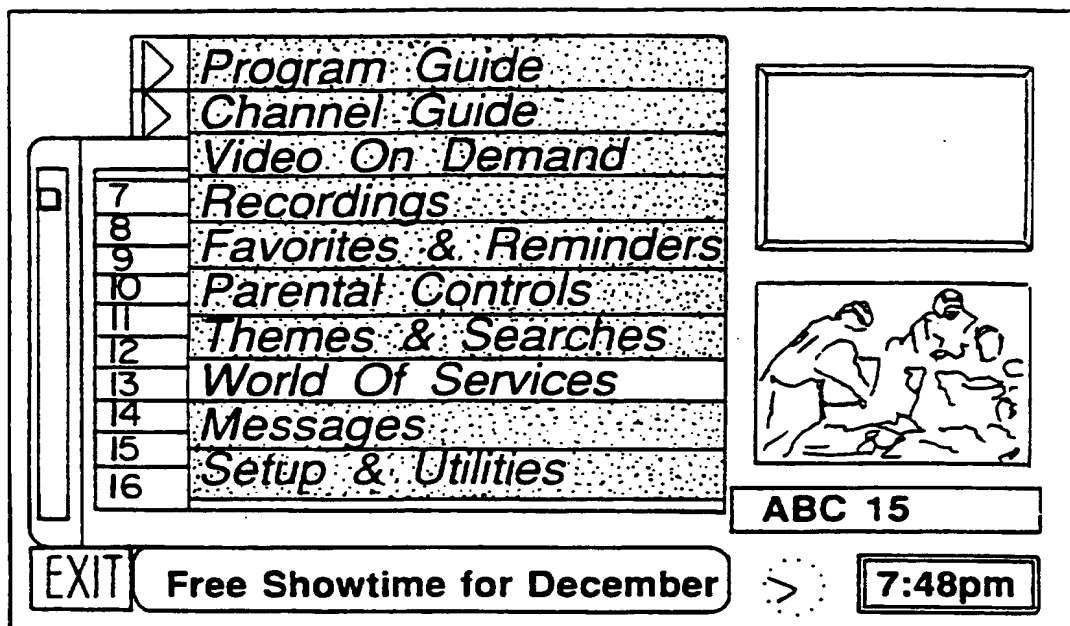 Program Guide
Channel Guide
Video On Demand
7 Recordings
8
9 Favorites & Reminders
10 Parental Controls
11
12 Themes & Searches
13 World Of Services
14 Messages
15
16 Setup & Utilities
ABC 15
EXIT Free Showtime for December > 7:48pm